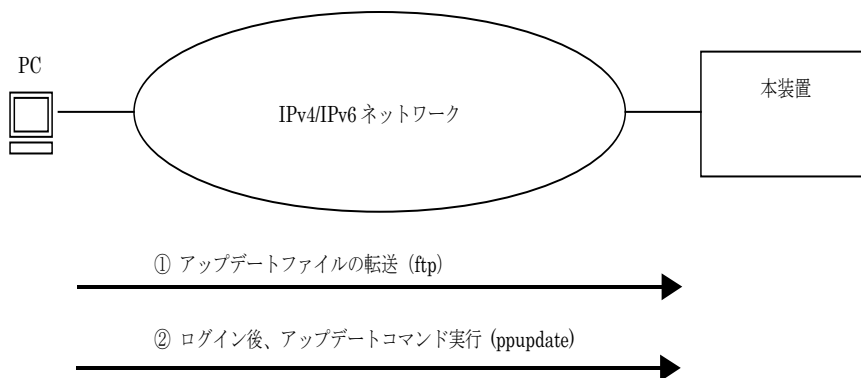 PC
本装置
IPv4/IPv6 ネットワーク
① アップデートファイルの転送 (ftp)
② ログイン後、アップデートコマンド実行 (ppupdate)